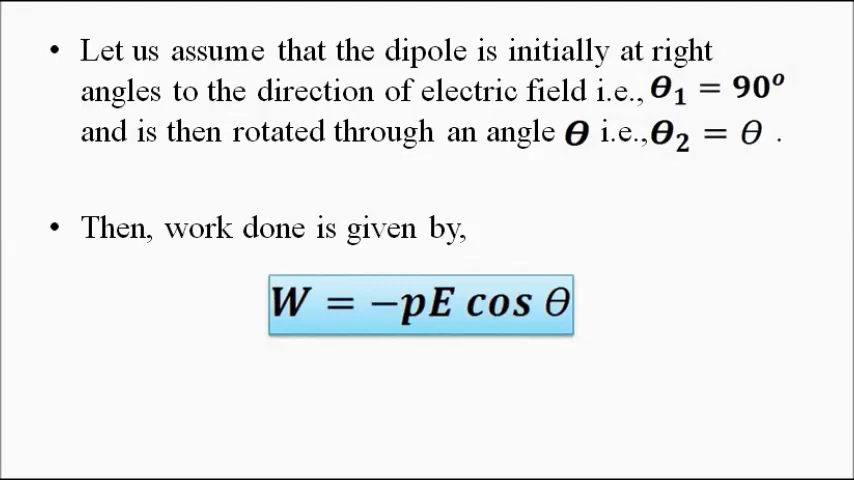 • Let us assume that the dipole is initially at right
angles to the direction of electric field i.e., θ₁ = 90ᵒ
and is then rotated through an angle θ i.e.,θ₂ = θ .
• Then, work done is given by,
W = −pE cos θ